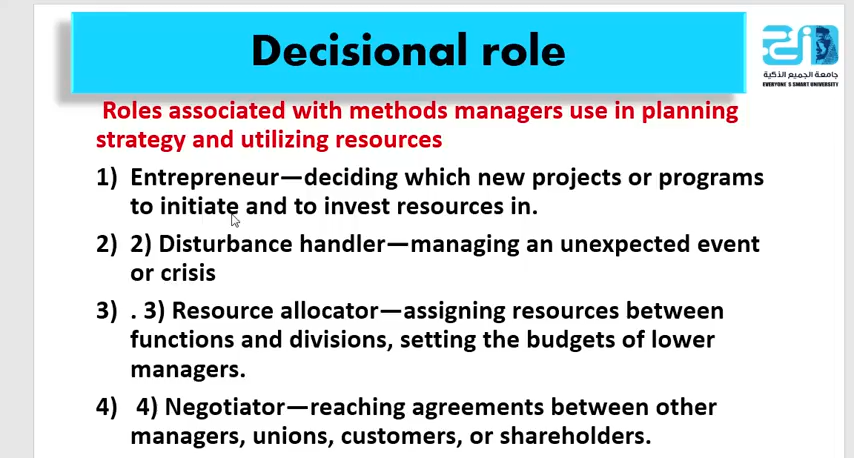 Decisional role
جامعة الجميع الذكية
EVERYONE'S SMART UNIVERSITY
Roles associated with methods managers use in planning
strategy and utilizing resources
1) Entrepreneur—deciding which new projects or programs
to initiate and to invest resources in.
2) 2) Disturbance handler—managing an unexpected event
or crisis
3) . 3) Resource allocator—assigning resources between
functions and divisions, setting the budgets of lower
managers.
4) 4) Negotiator—reaching agreements between other
managers, unions, customers, or shareholders.